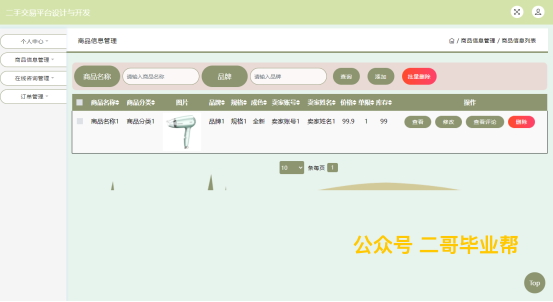 二手交易平台设计与开发
个人中心
商品信息管理
在线咨询管理
订单管理
商品信息管理
/ 商品信息管理 / 商品信息列表
商品名称 请输入商品名称 品牌 请输入品牌 查询 添加 批量删除
商品名称 商品分类 图片 品牌 规格 成色 卖家账号 卖家姓名 价格 单限 库存 操作
商品名称1 商品分类1 品牌1 规格1 全新 卖家账号1 卖家姓名1 99.9 1 99 查看 修改 查看评论 删除
10 条每页 1
公众号 二哥毕业帮
Top